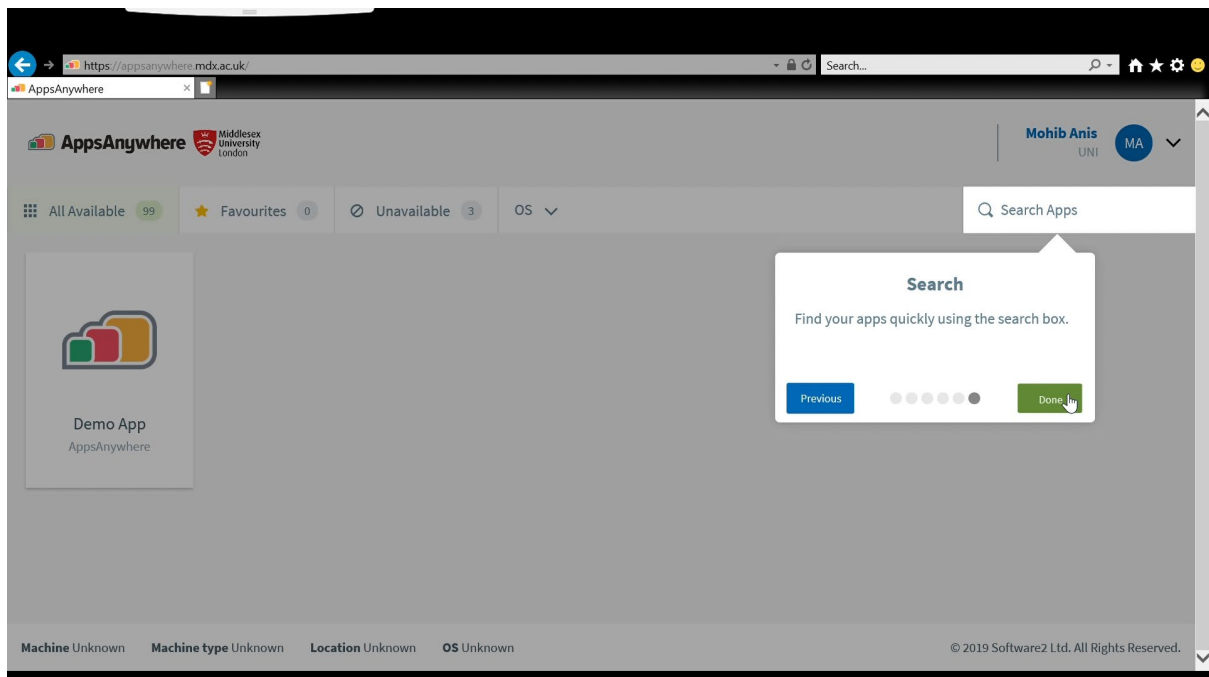 https://appsanywhere.mdx.ac.uk/
Search...
AppsAnywhere
AppsAnywhere
Middlesex
University
London
Mohib Anis
UNI
MA
All Available 99
Favourites 0
Unavailable 3
OS
Search Apps
Search
Find your apps quickly using the search box.
Previous
Done
Demo App
AppsAnywhere
Machine Unknown Machine type Unknown Location Unknown OS Unknown
© 2019 Software2 Ltd. All Rights Reserved.